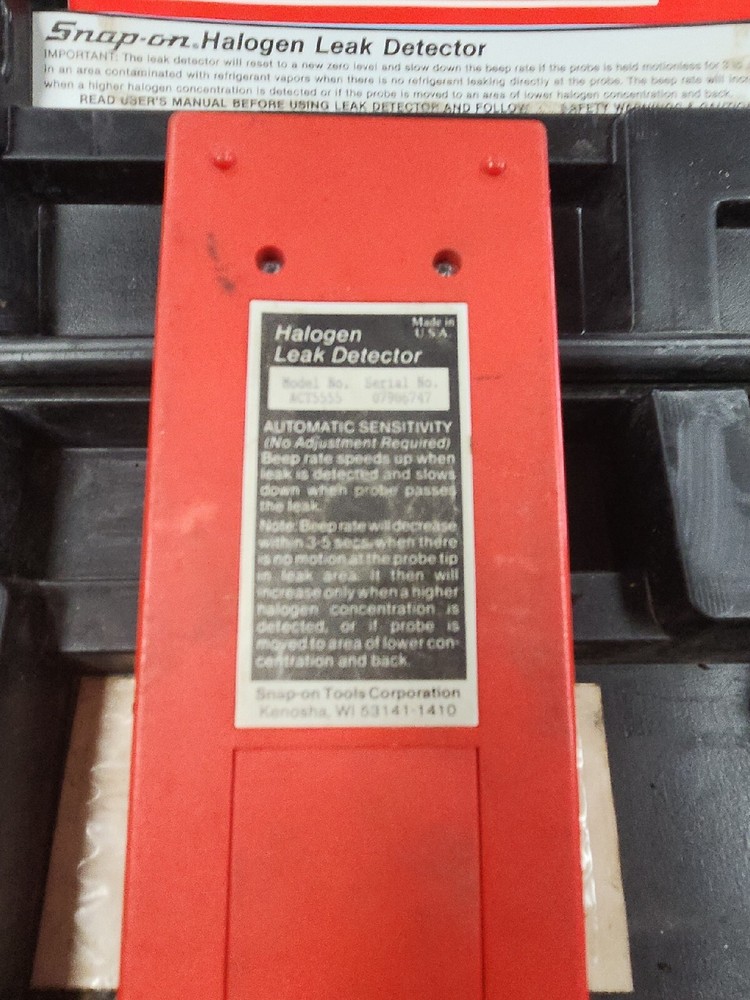 Snap-on® Halogen Leak Detector
IMPORTANT: The leak detector will reset to a new zero level and slow down the beep rate if the probe is held motionless for 3 to
in an area contaminated with refrigerant vapors when there is no refrigerant leaking directly at the probe. The beep rate will
when a higher halogen concentration is detected or if the probe is moved to an area of lower halogen concentration and back.
READ USER'S MANUAL BEFORE USING LEAK DETECTOR AND FOLLOW SAFETY WARNINGS &
Halogen
Leak Detector
Made in
U.S.A.
Model No. Serial No.
ACT5555 07906747
AUTOMATIC SENSITIVITY
(No Adjustment Required)
Beep rate speeds up when
leak is detected and slows
down when probe passes
the leak.
Note: Beep rate will decrease
within 3-5 secs. when there
is no motion at the probe tip
in leak area. It then will
increase only when a higher
halogen concentration is
detected, or if probe is
moved to area of lower con-
centration and back.
Snap-on Tools Corporation
Kenosha, WI 53141-1410